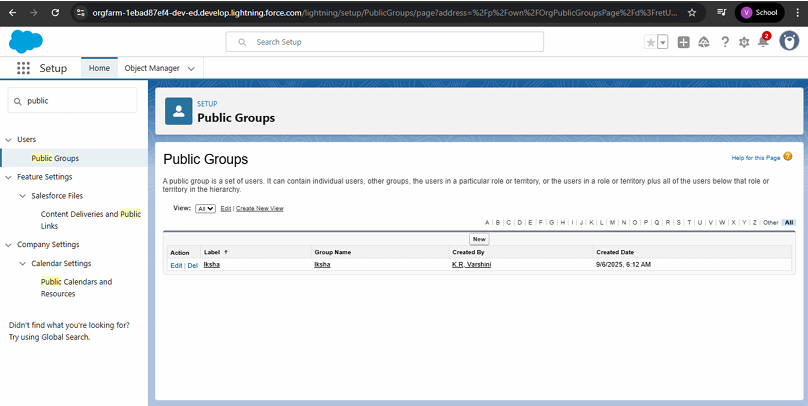 orgfarm-1ebad87ef4-dev-ed.develop.lightning.force.com/lightning/setup/PublicGroups/page?address=%2Fp%2Fown%2FOrgPublicGroupsPage%2Fd%3FretU...
V School
Search Setup
2
Setup Home Object Manager
public
SETUP
Public Groups
Users
Public Groups
Feature Settings
Salesforce Files
Content Deliveries and Public
Links
Company Settings
Calendar Settings
Public Calendars and
Resources
Didn't find what you're looking for?
Try using Global Search.
Public Groups
Help for this Page
A public group is a set of users. It can contain individual users, other groups, the users in a particular role or territory, or the users in a role or territory plus all of the users below that role or
territory in the hierarchy.
View: All Edit | Create New View
A | B | C | D | E | F | G | H | I | J | K | L | M | N | O | P | Q | R | S | T | U | V | W | X | Y | Z | Other All
New
Action Label ↑ Group Name Created By Created Date
Edit | Del Iksha Iksha K.R, Varshini 9/6/2025, 6:12 AM